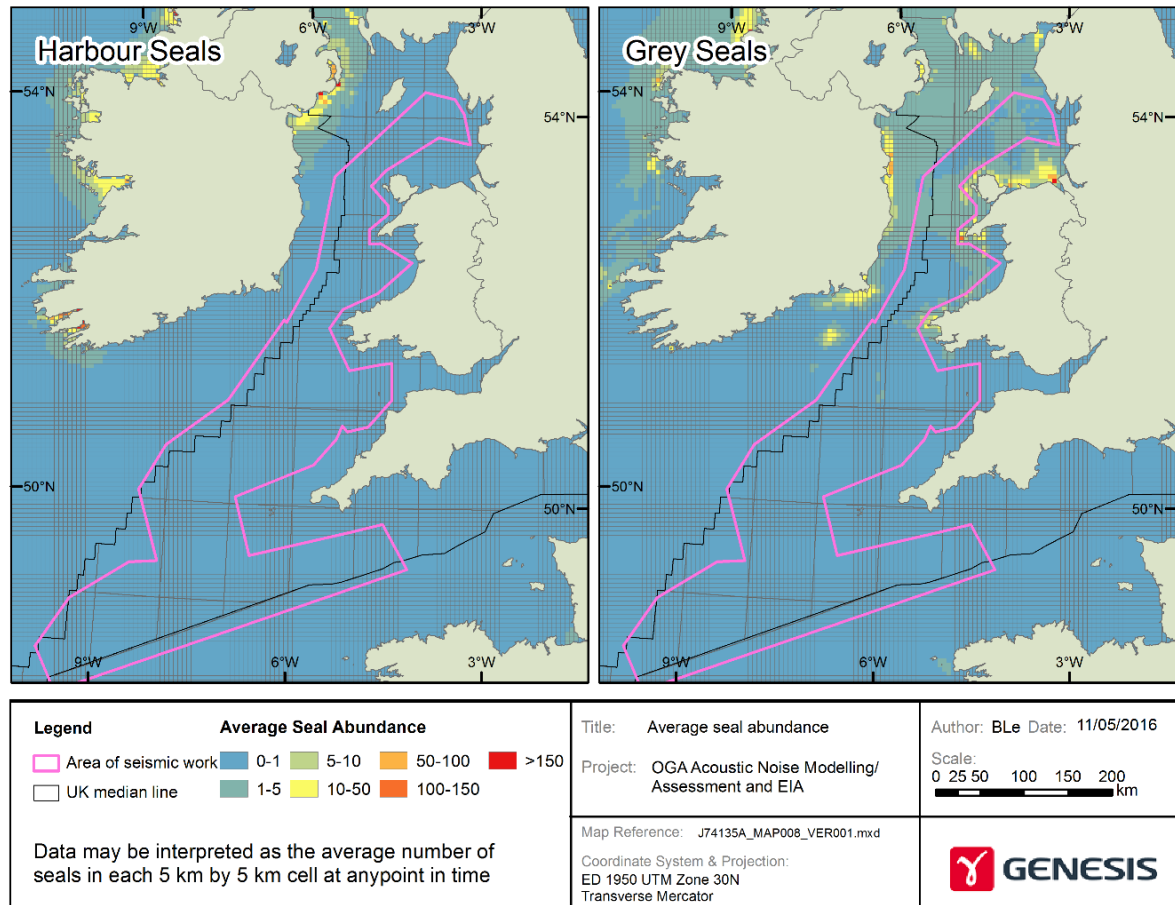 9°W 6°W 3°W
Harbour Seals
54°N
54°N
50°N
50°N
9°W 6°W 3°W
9°W 6°W 3°W
Grey Seals
54°N
54°N
50°N
50°N
9°W 6°W 3°W
Legend
Area of seismic work
UK median line
Average Seal Abundance
0-1 5-10 50-100 >150
1-5 10-50 100-150
Data may be interpreted as the average number of
seals in each 5 km by 5 km cell at anypoint in time
Title: Average seal abundance
Project: OGA Acoustic Noise Modelling/
Assessment and EIA
Map Reference: J74135A_MAP008_VER001.mxd
Coordinate System & Projection:
ED 1950 UTM Zone 30N
Transverse Mercator
Author: BLe Date: 11/05/2016
Scale:
0 25 50 100 150 200
km
GENESIS